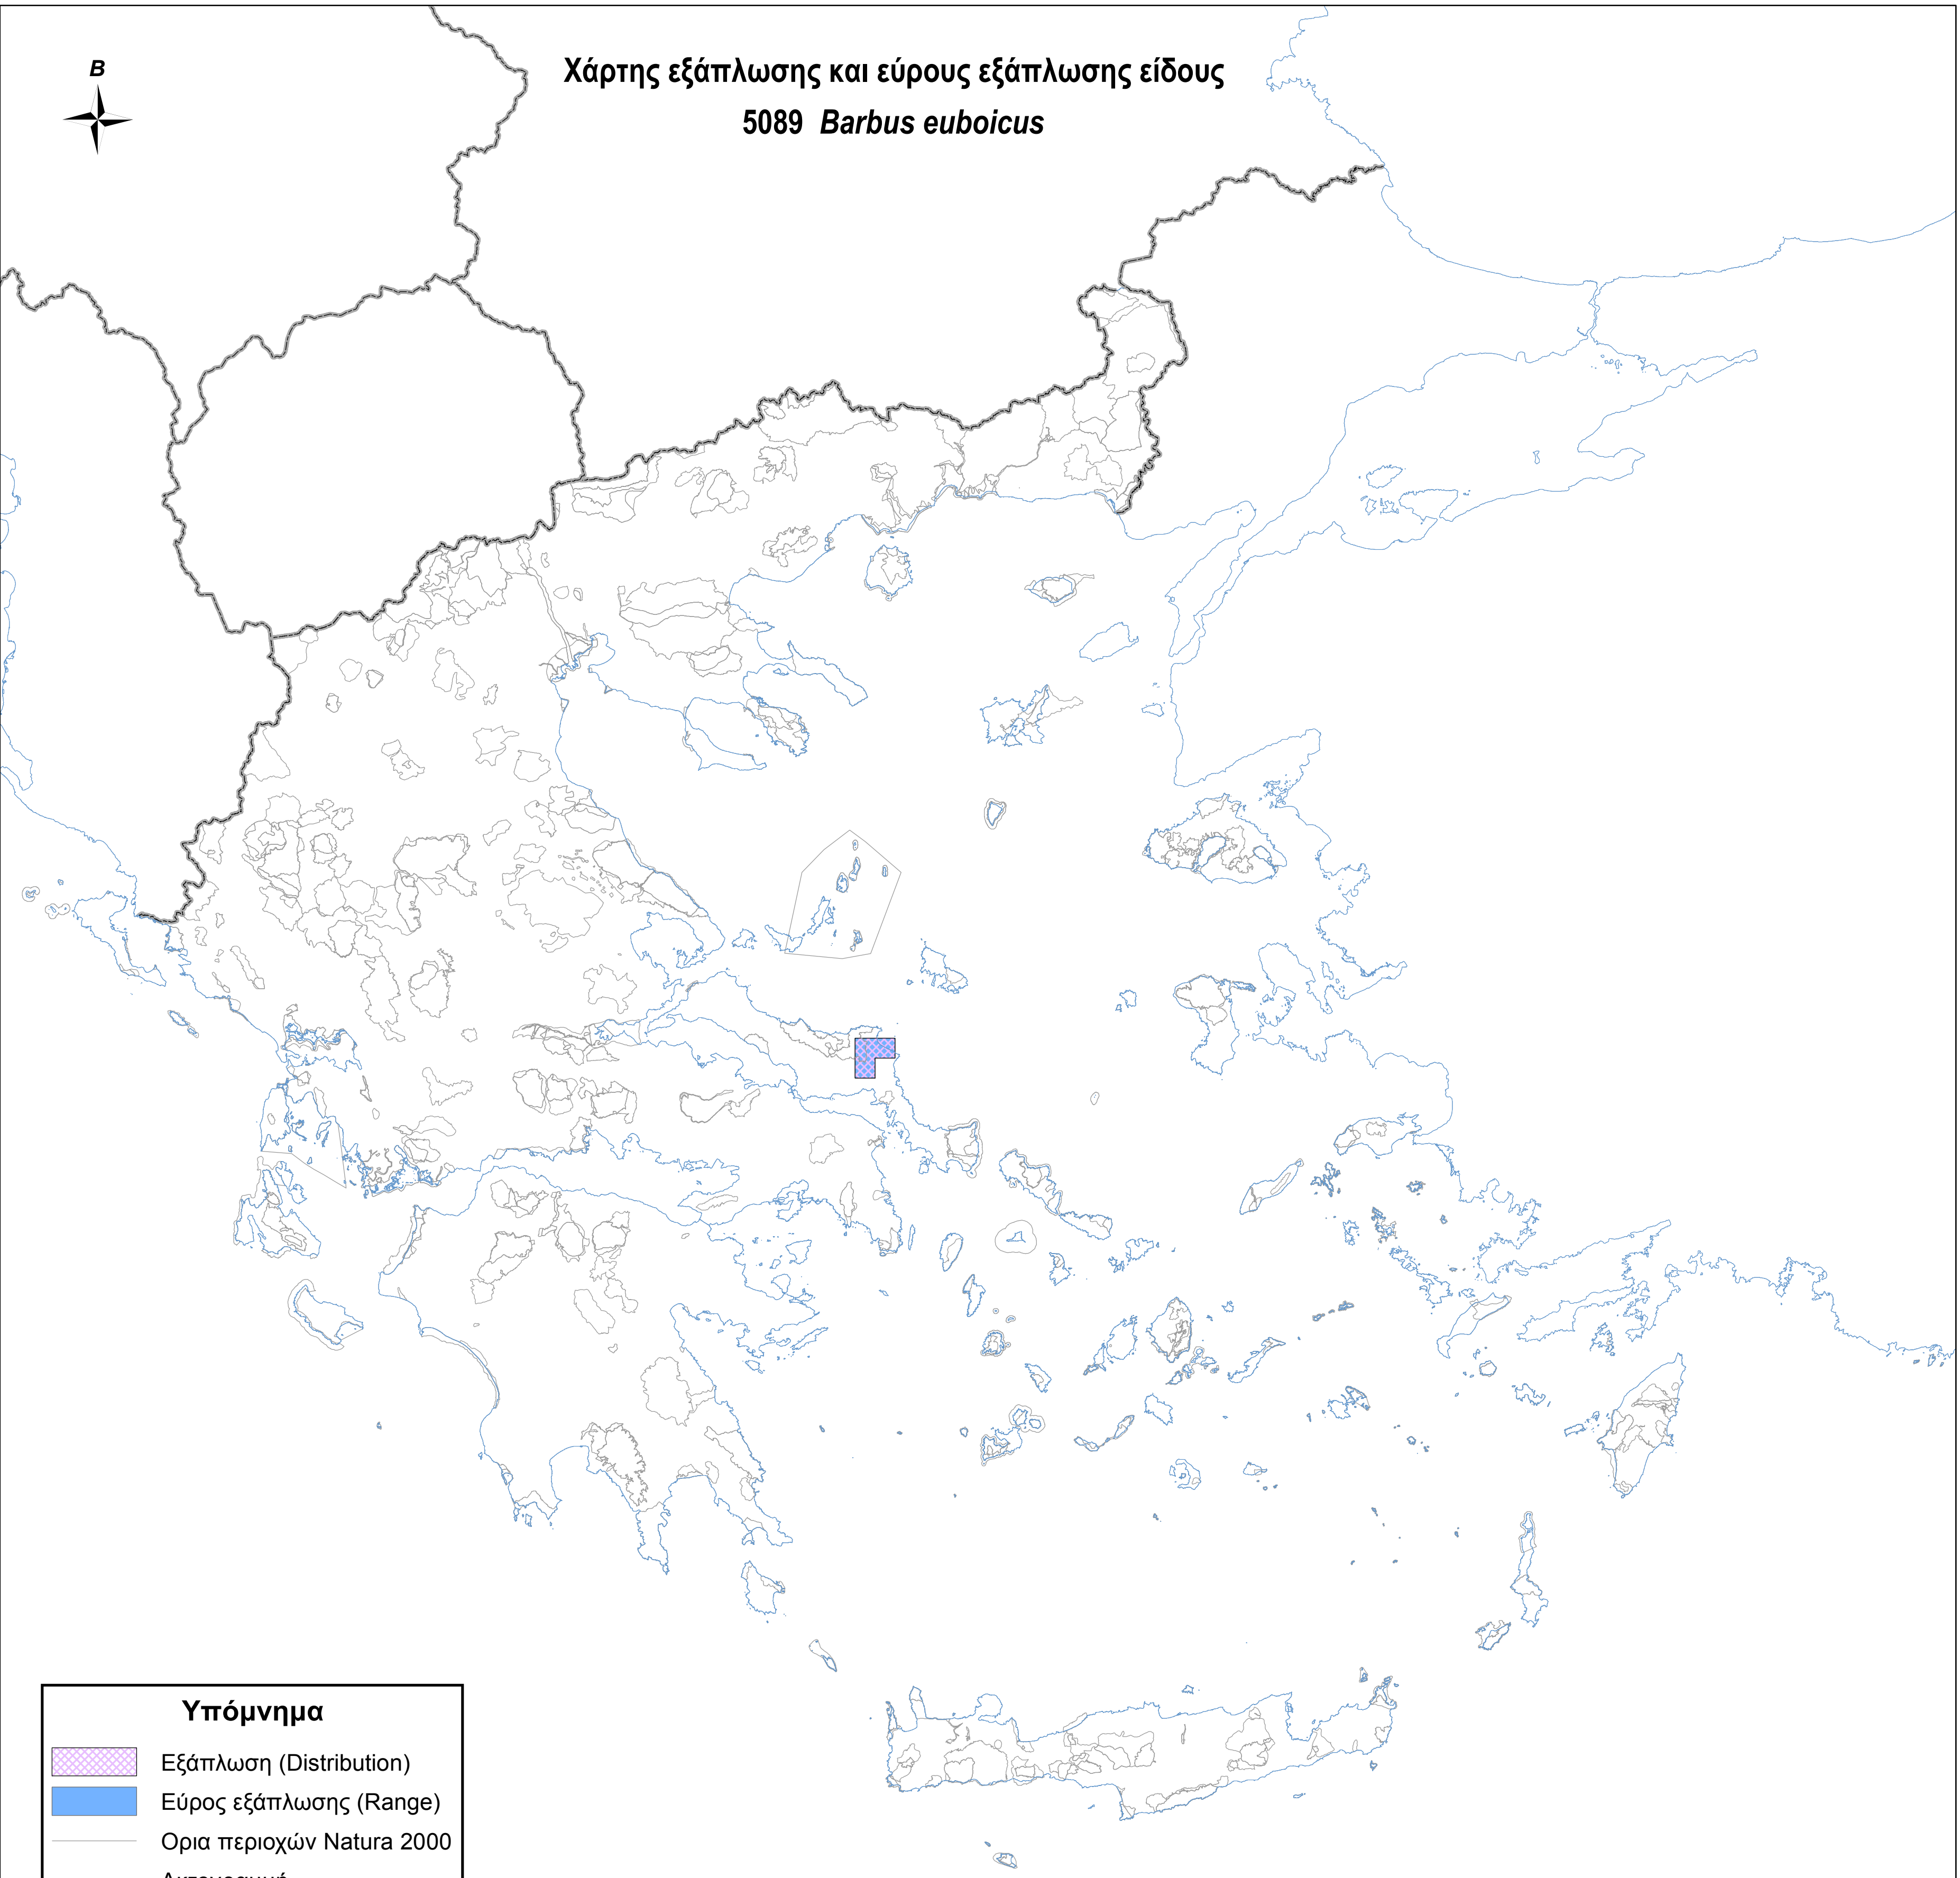 Β
Χάρτης εξάπλωσης και εύρους εξάπλωσης είδους
5089 Barbus euboicus
Υπόμνημα
Εξάπλωση (Distribution)
Εύρος εξάπλωσης (Range)
Ορια περιοχών Natura 2000